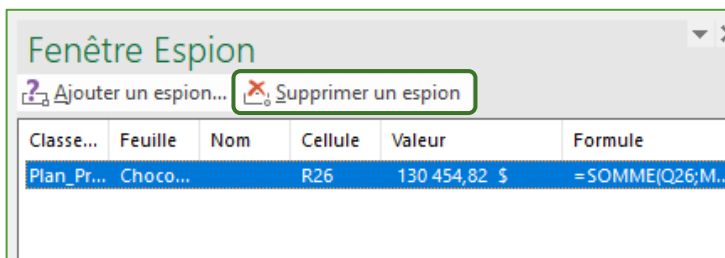 Fenêtre Espion
Ajouter un espion... Supprimer un espion
Classe... Feuille Nom Cellule Valeur Formule
Plan_Pr... Choco... R26 130 454,82 $ =SOMME(Q26;M...